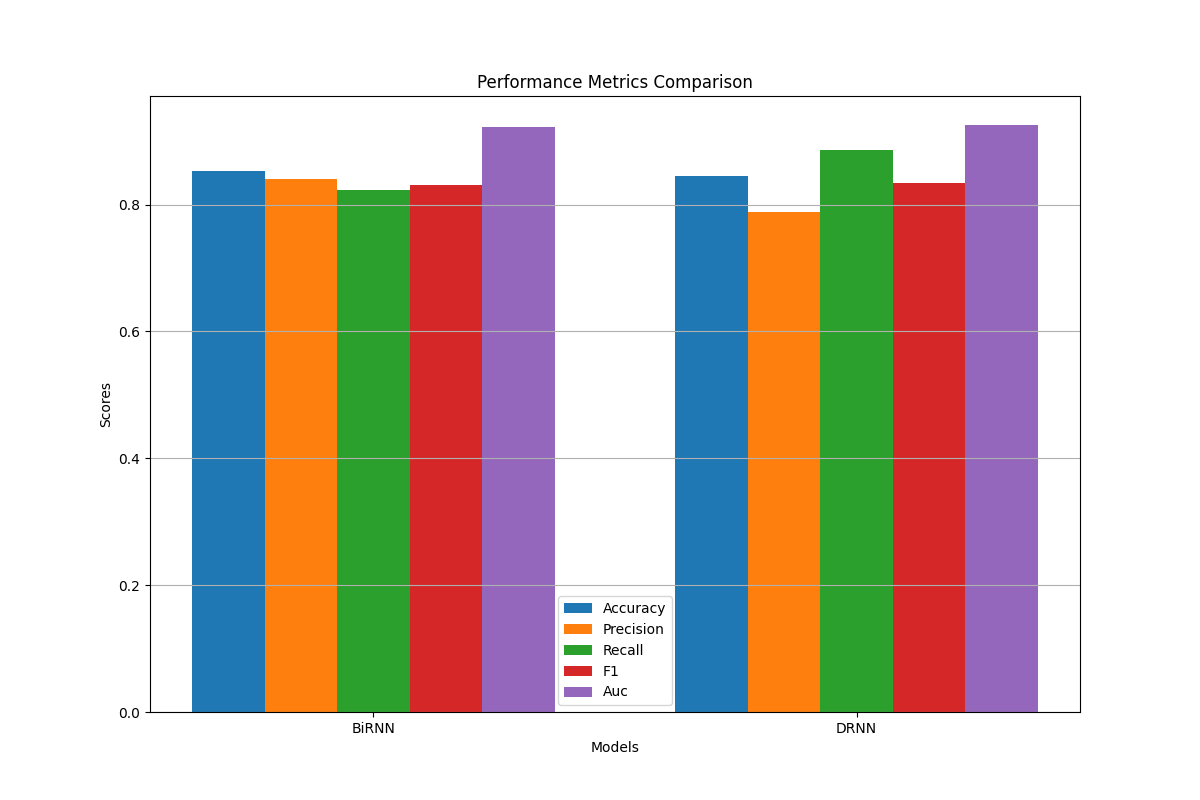 Performance Metrics Comparison
Scores
0.8
0.6
0.4
0.2
0.0
Accuracy
Precision
Recall
F1
Auc
BiRNN
DRNN
Models